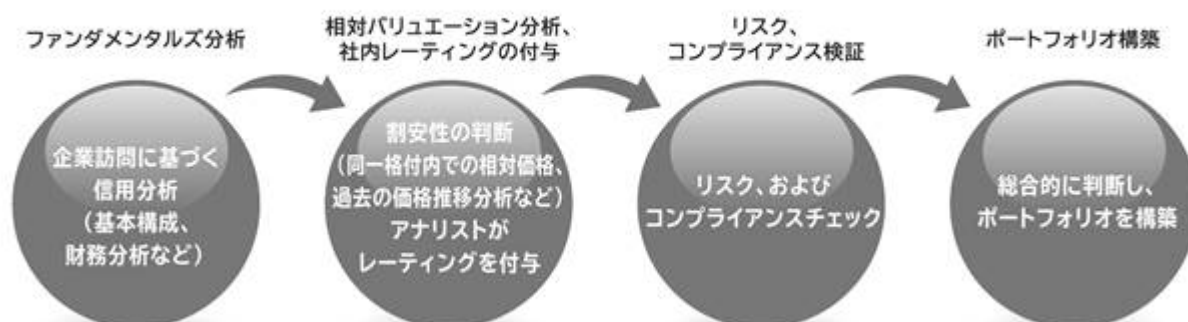 ファンダメンタルズ分析
企業訪問に基づく
信用分析
（基本構成、
財務分析など）
相対バリュエーション分析、
社内レーティングの付与
割安性の判断
（同一格付内での相対価格、
過去の価格推移分析など）
アナリストが
レーティングを付与
リスク、
コンプライアンス検証
リスク、および
コンプライアンスチェック
ポートフォリオ構築
総合的に判断し、
ポートフォリオを構築